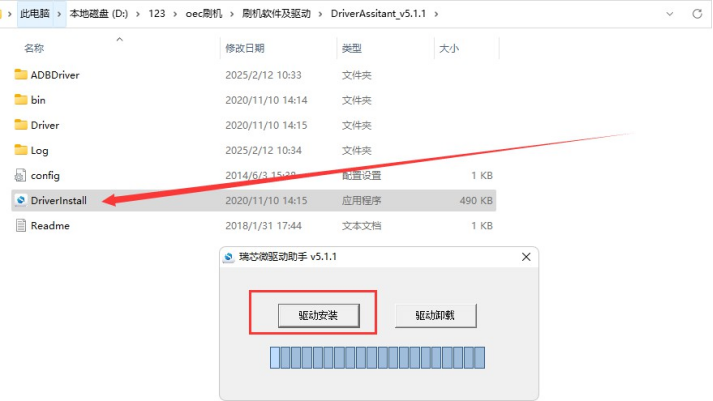 此电脑 › 本地磁盘 (D:) › 123 › oec刷机 › 刷机软件及驱动 › DriverAssitant_v5.1.1 ›
名称 修改日期 类型 大小
ADBDriver 2025/2/12 10:33 文件夹
bin 2020/11/10 14:14 文件夹
Driver 2020/11/10 14:15 文件夹
Log 2025/2/12 10:34 文件夹
config 2014/6/3 15:38 配置设置 1 KB
DriverInstall 2020/11/10 14:15 应用程序 490 KB
Readme 2018/1/31 17:44 文本文档 1 KB
瑞芯微驱动助手 v5.1.1
驱动安装 驱动卸载